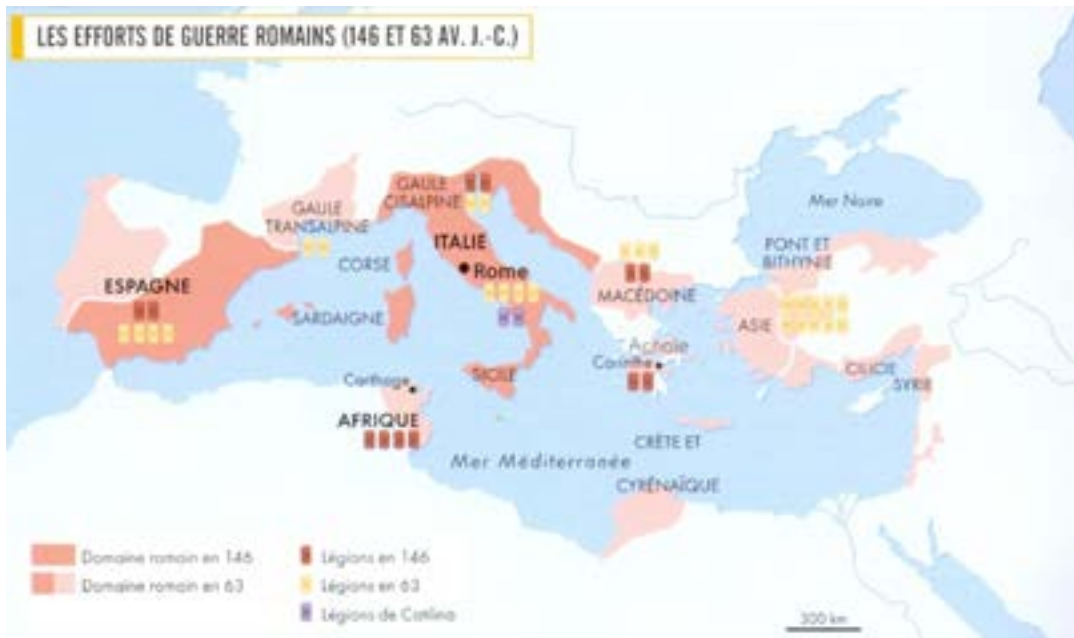 LES EFFORTS DE GUERRE ROMAINS (146 ET 63 AV. J.-C.)
GAULE
CISALPINE
GAULE
TRANSALPINE
Mer Noire
ITALIE
CORSE
Rome
PONT ET
BITHYNIE
ESPAGNE
MACÉDOINE
SARDAIGNE
ASIE
Achaïe
Corinthe
CILICIE
SYRIE
SICILE
Carthage
AFRIQUE
CRÈTE ET
Mer Méditerranée
CYRÉNAÏQUE
Domaine romain en 146
Domaine romain en 63
Légions en 146
Légions en 63
Légions de Catilina
300 km